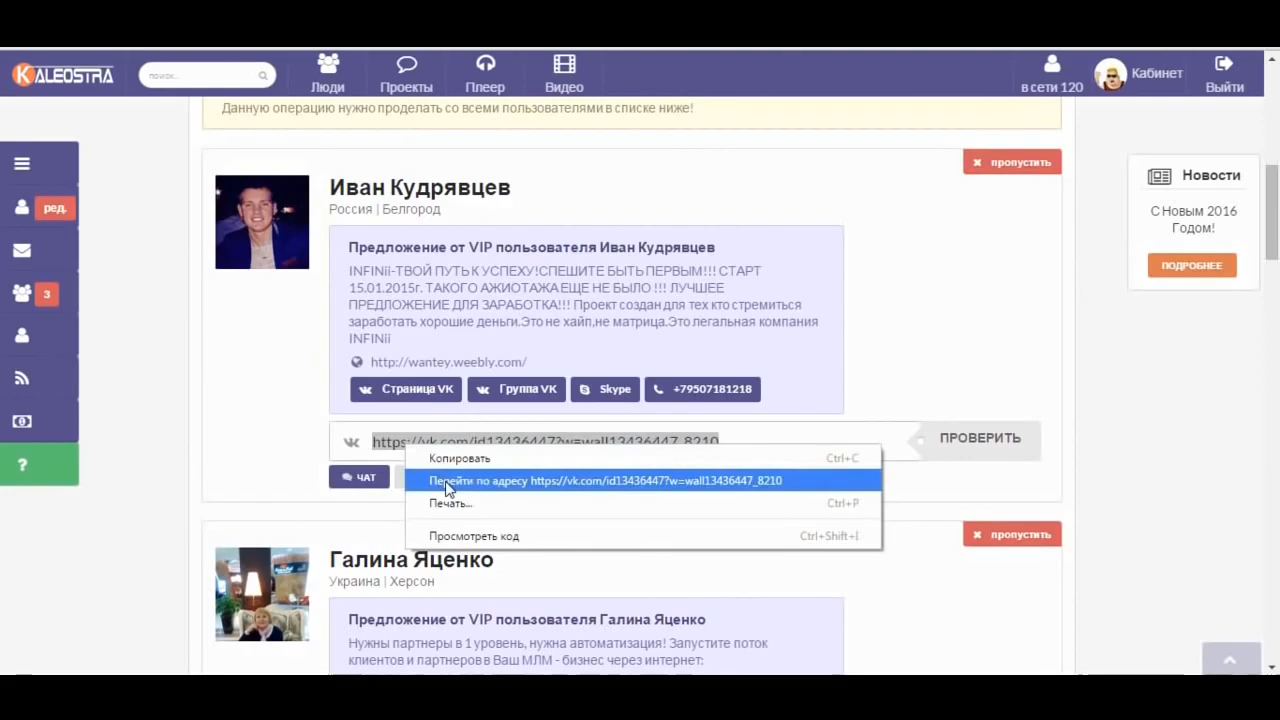 KALEOSTRA
поиск...
Люди
Проекты
Плеер
Видео
в сети 120
Кабинет
Выйти
Данную операцию нужно проделать со всеми пользователями в списке ниже!
ред.
3
?
× пропустить
Иван Кудрявцев
Россия | Белгород
Предложение от VIP пользователя Иван Кудрявцев
INFINii-ТВОЙ ПУТЬ К УСПЕХУ!СПЕШИТЕ БЫТЬ ПЕРВЫМ!!! СТАРТ
15.01.2015г. ТАКОГО АЖИОТАЖА ЕЩЕ НЕ БЫЛО !!! ЛУЧШЕЕ
ПРЕДЛОЖЕНИЕ ДЛЯ ЗАРАБОТКА!!! Проект создан для тех кто стремиться
заработать хорошие деньги.Это не хайп,не матрица.Это легальная компания
INFINii
http://wantey.weebly.com/
Страница VK
Группа VK
Skype
+79507181218
https://vk.com/id13436447?w=wall13436447_8210
ПРОВЕРИТЬ
ЧАТ
Копировать Ctrl+C
Перейти по адресу https://vk.com/id13436447?w=wall13436447_8210
Печать... Ctrl+P
Просмотреть код Ctrl+Shift+I
× пропустить
Галина Яценко
Украина | Херсон
Предложение от VIP пользователя Галина Яценко
Нужны партнеры в 1 уровень, нужна автоматизация! Запустите поток
клиентов и партнеров в Ваш МЛМ - бизнес через интернет:
Новости
С Новым 2016
Годом!
ПОДРОБНЕЕ